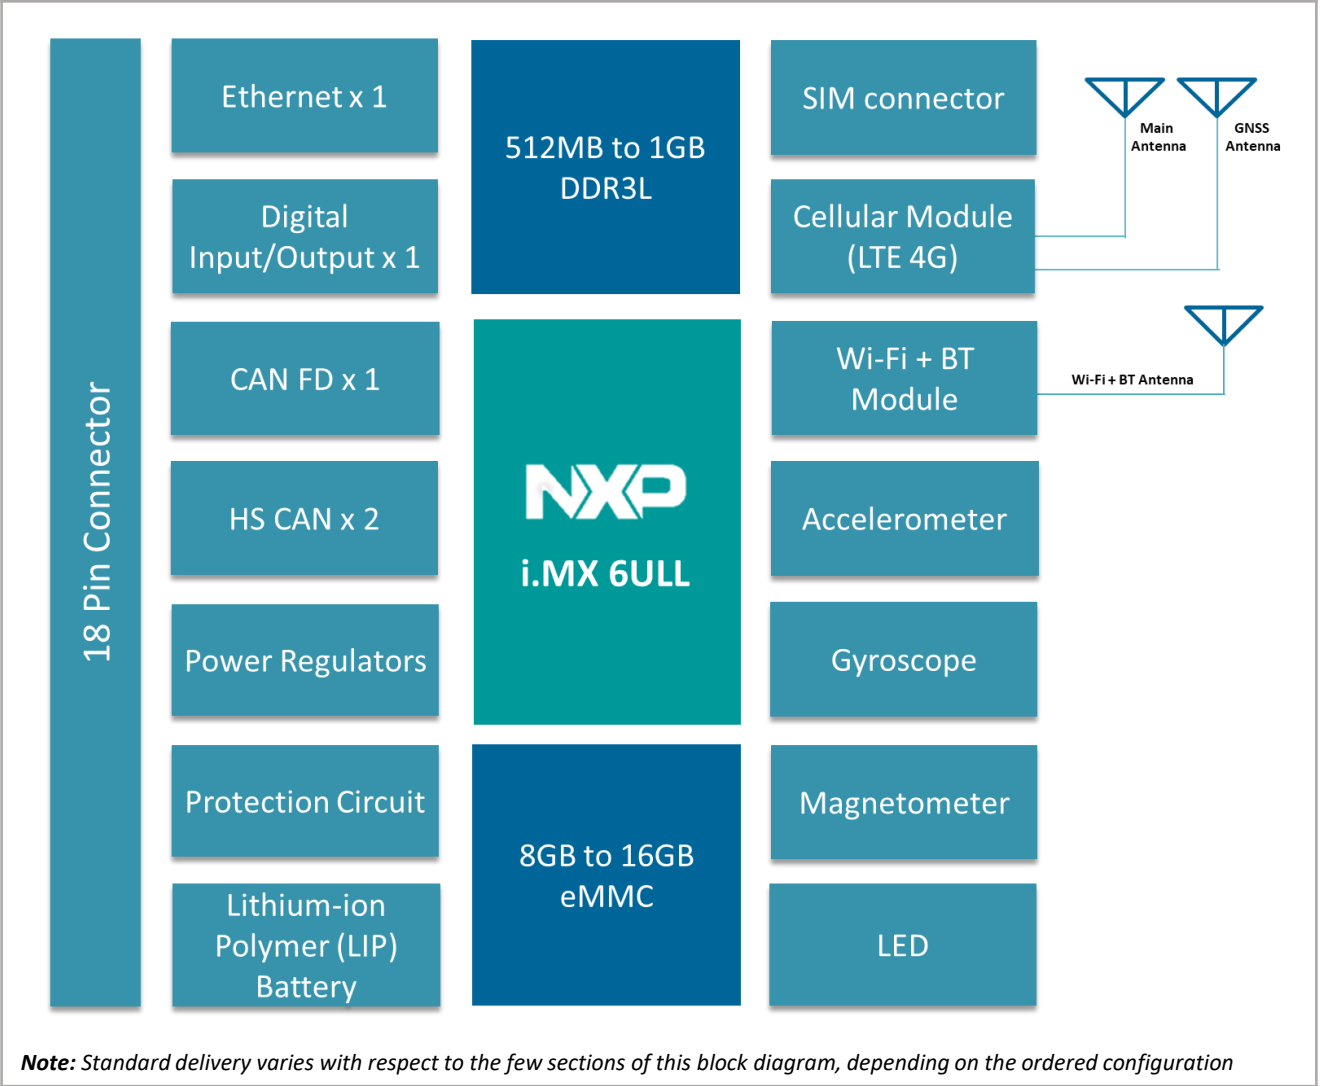 18 Pin Connector
Ethernet x 1
Digital
Input/Output x 1
CAN FD x 1
HS CAN x 2
Power Regulators
Protection Circuit
Lithium-ion
Polymer (LIP)
Battery
512MB to 1GB
DDR3L
NXP
i.MX 6ULL
8GB to 16GB
eMMC
SIM connector
Cellular Module
(LTE 4G)
Wi-Fi + BT
Module
Accelerometer
Gyroscope
Magnetometer
LED
Main
Antenna
GNSS
Antenna
Wi-Fi + BT Antenna
Note: Standard delivery varies with respect to the few sections of this block diagram, depending on the ordered configuration